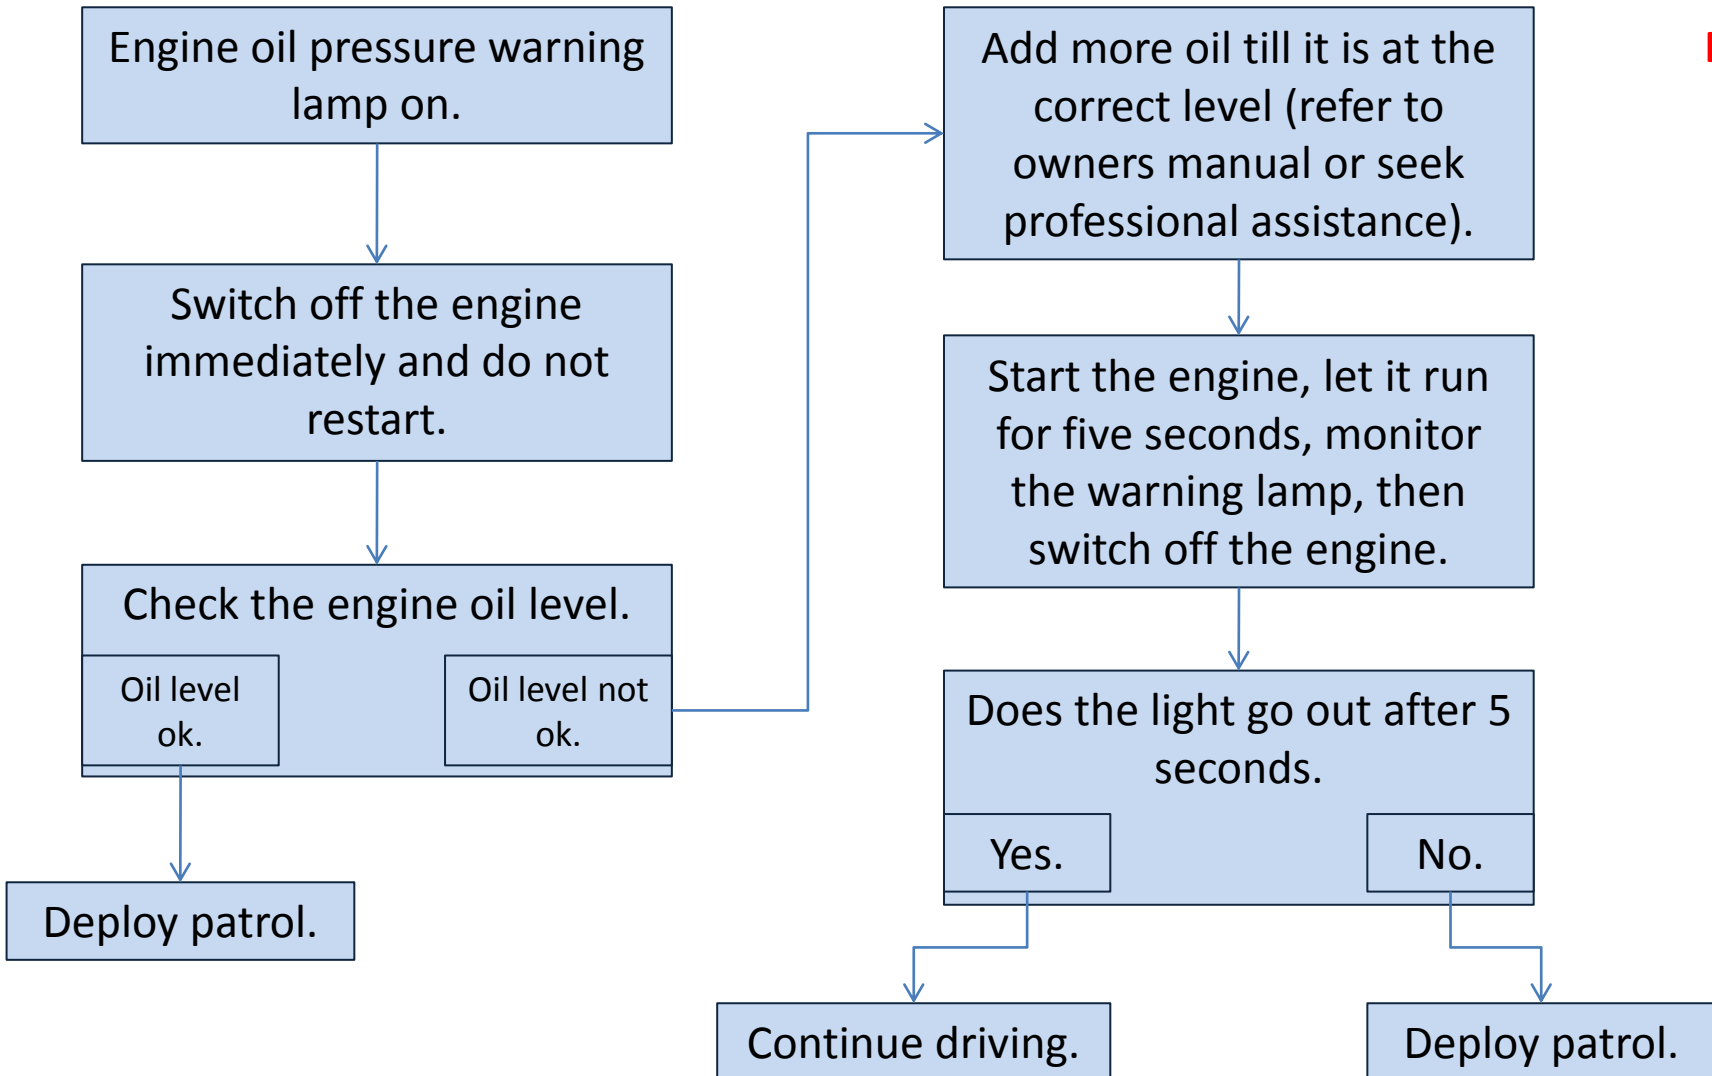 Engine oil pressure warning
lamp on.
Switch off the engine
immediately and do not
restart.
Check the engine oil level.
Oil level
ok.
Oil level not
ok.
Deploy patrol.
Add more oil till it is at the
correct level (refer to
owners manual or seek
professional assistance).
Start the engine, let it run
for five seconds, monitor
the warning lamp, then
switch off the engine.
Does the light go out after 5
seconds.
Yes.
No.
Continue driving.
Deploy patrol.